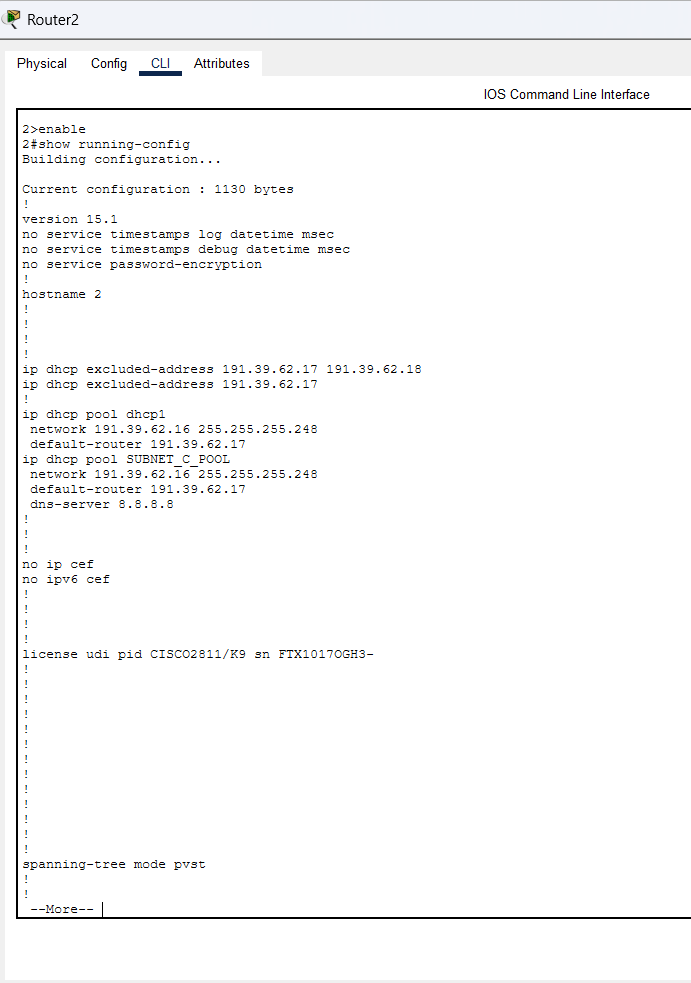 Router2
Physical Config CLI Attributes
IOS Command Line Interface
2>enable
2#show running-config
Building configuration...
Current configuration : 1130 bytes
!
version 15.1
no service timestamps log datetime msec
no service timestamps debug datetime msec
no service password-encryption
!
hostname 2
!
!
!
!
ip dhcp excluded-address 191.39.62.17 191.39.62.18
ip dhcp excluded-address 191.39.62.17
!
ip dhcp pool dhcp1
network 191.39.62.16 255.255.255.248
default-router 191.39.62.17
ip dhcp pool SUBNET_C_POOL
network 191.39.62.16 255.255.255.248
default-router 191.39.62.17
dns-server 8.8.8.8
!
!
!
no ip cef
no ipv6 cef
!
!
!
!
license udi pid CISCO2811/K9 sn FTX1017OGH3-
!
!
!
!
!
!
!
!
!
!
!
!
!
spanning-tree mode pvst
!
!
--More--